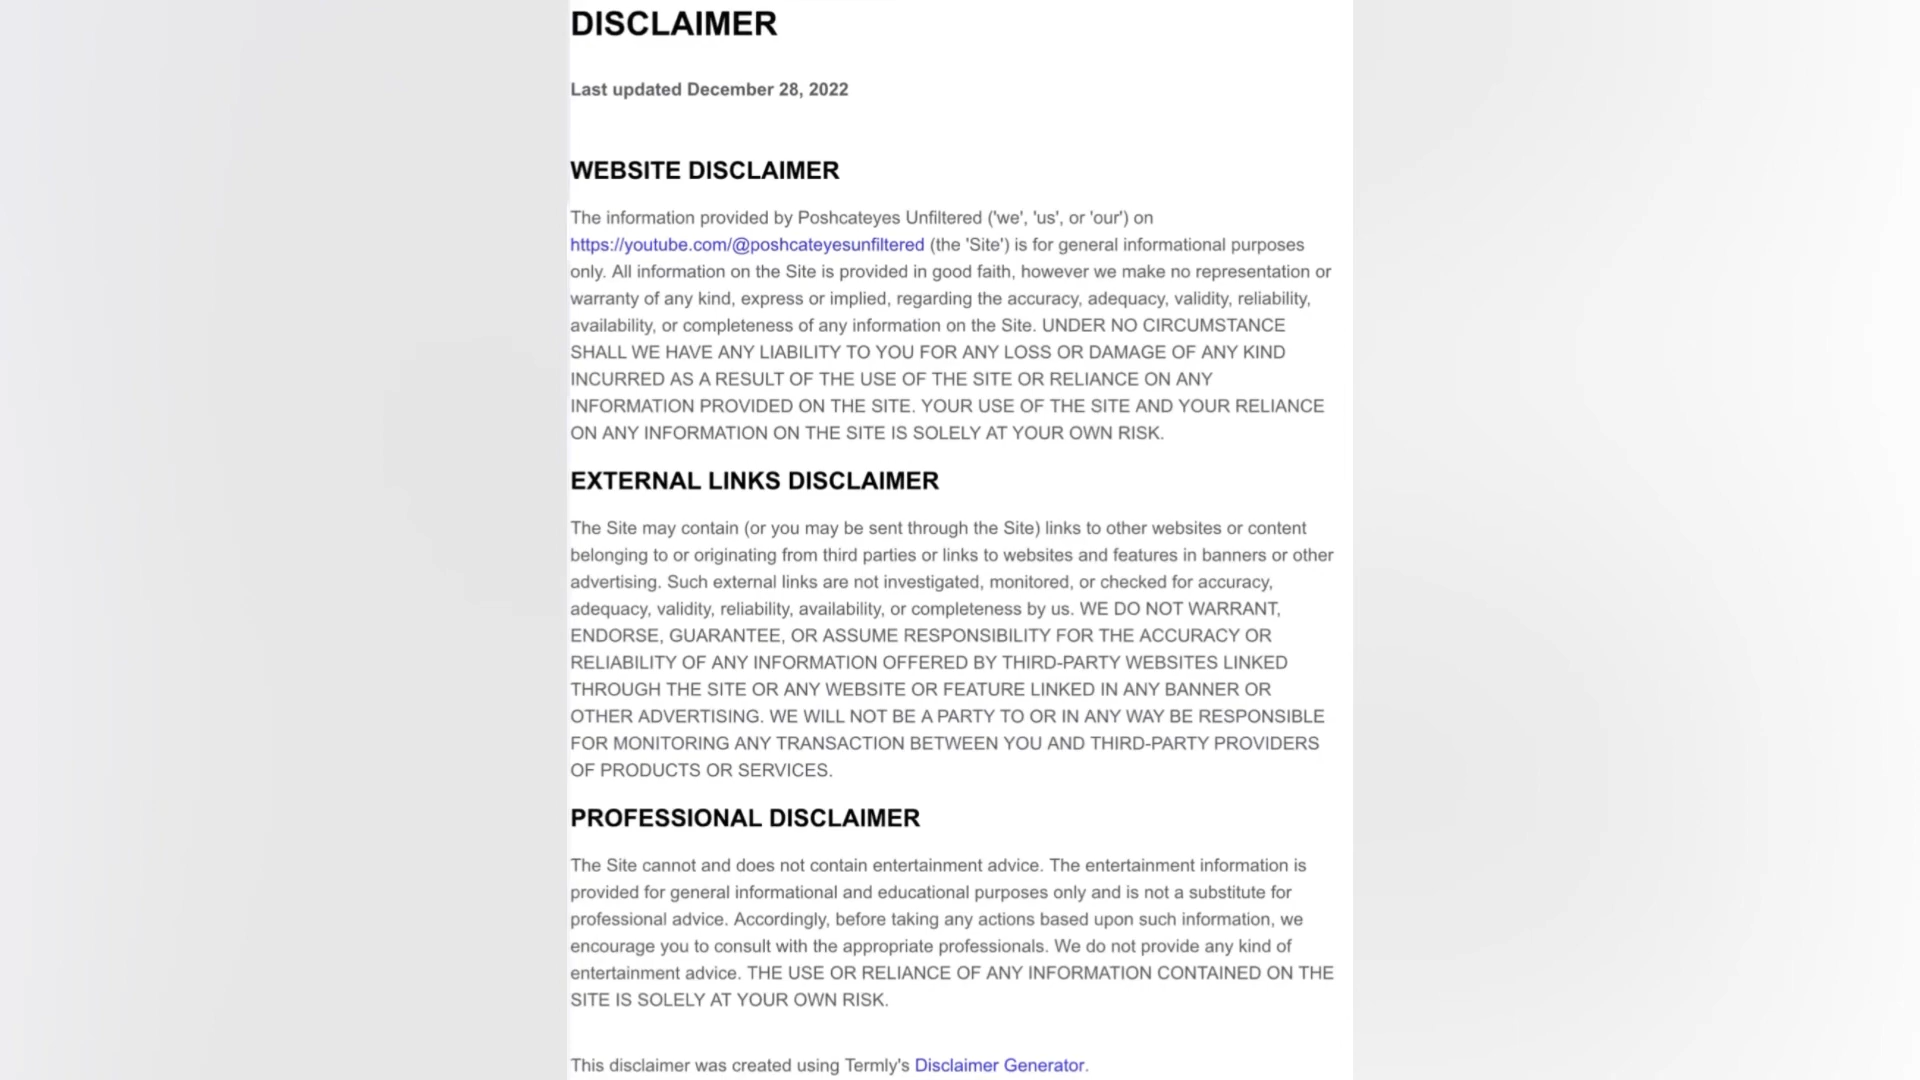 DISCLAIMER
Last updated December 28, 2022
WEBSITE DISCLAIMER
The information provided by Poshcateyes Unfiltered ('we', 'us', or 'our') on
https://youtube.com/@poshcateyesunfiltered (the 'Site') is for general informational purposes
only. All information on the Site is provided in good faith, however we make no representation or
warranty of any kind, express or implied, regarding the accuracy, adequacy, validity, reliability,
availability, or completeness of any information on the Site. UNDER NO CIRCUMSTANCE
SHALL WE HAVE ANY LIABILITY TO YOU FOR ANY LOSS OR DAMAGE OF ANY KIND
INCURRED AS A RESULT OF THE USE OF THE SITE OR RELIANCE ON ANY
INFORMATION PROVIDED ON THE SITE. YOUR USE OF THE SITE AND YOUR RELIANCE
ON ANY INFORMATION ON THE SITE IS SOLELY AT YOUR OWN RISK.
EXTERNAL LINKS DISCLAIMER
The Site may contain (or you may be sent through the Site) links to other websites or content
belonging to or originating from third parties or links to websites and features in banners or other
advertising. Such external links are not investigated, monitored, or checked for accuracy,
adequacy, validity, reliability, availability, or completeness by us. WE DO NOT WARRANT,
ENDORSE, GUARANTEE, OR ASSUME RESPONSIBILITY FOR THE ACCURACY OR
RELIABILITY OF ANY INFORMATION OFFERED BY THIRD-PARTY WEBSITES LINKED
THROUGH THE SITE OR ANY WEBSITE OR FEATURE LINKED IN ANY BANNER OR
OTHER ADVERTISING. WE WILL NOT BE A PARTY TO OR IN ANY WAY BE RESPONSIBLE
FOR MONITORING ANY TRANSACTION BETWEEN YOU AND THIRD-PARTY PROVIDERS
OF PRODUCTS OR SERVICES.
PROFESSIONAL DISCLAIMER
The Site cannot and does not contain entertainment advice. The entertainment information is
provided for general informational and educational purposes only and is not a substitute for
professional advice. Accordingly, before taking any actions based upon such information, we
encourage you to consult with the appropriate professionals. We do not provide any kind of
entertainment advice. THE USE OR RELIANCE OF ANY INFORMATION CONTAINED ON THE
SITE IS SOLELY AT YOUR OWN RISK.
This disclaimer was created using Termly's Disclaimer Generator.